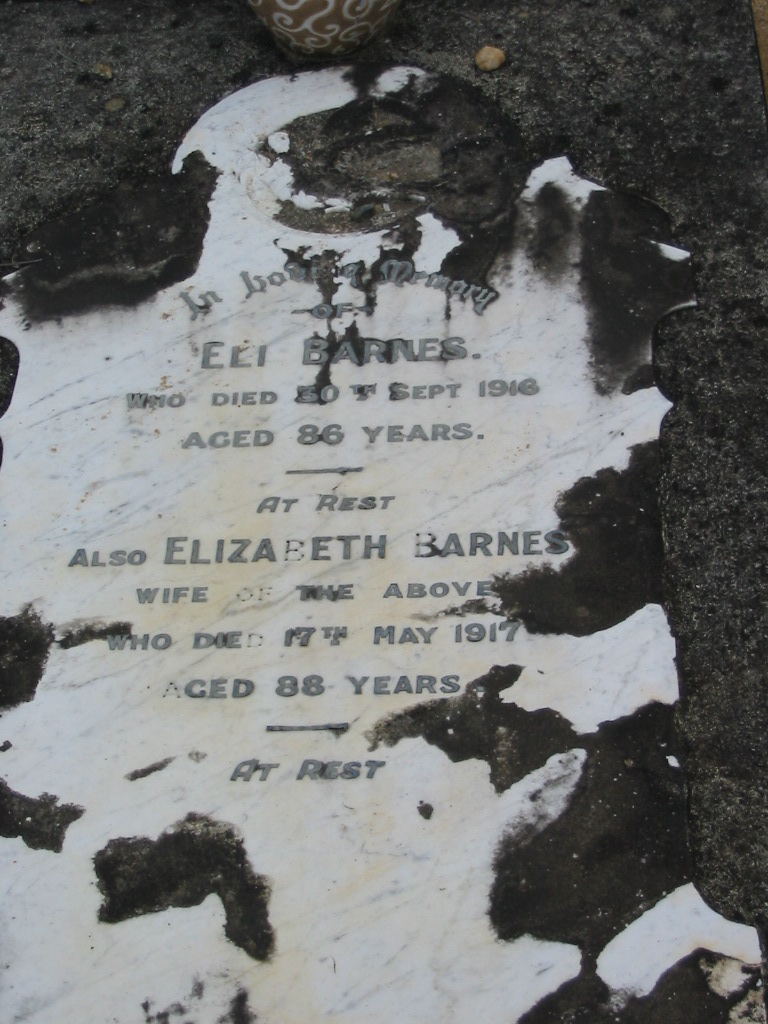 In Loving Memory
OF
ELI BARNES.
WHO DIED 30TH SEPT 1916
AGED 86 YEARS.
AT REST
ALSO ELIZABETH BARNES
WIFE OF THE ABOVE
WHO DIED 17TH MAY 1917
AGED 88 YEARS
AT REST